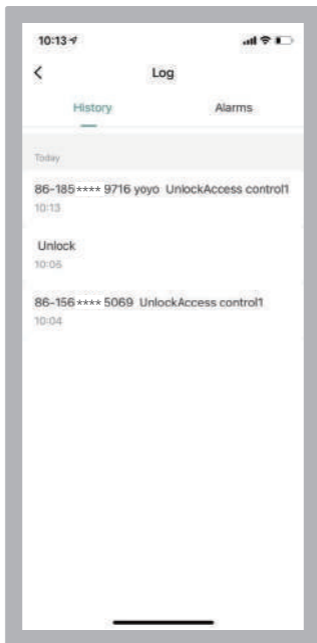 10:13
Log
History Alarms
Today
86-185**** 9716 yoyo UnlockAccess control1
10:13
Unlock
10:05
86-156**** 5069 UnlockAccess control1
10:04